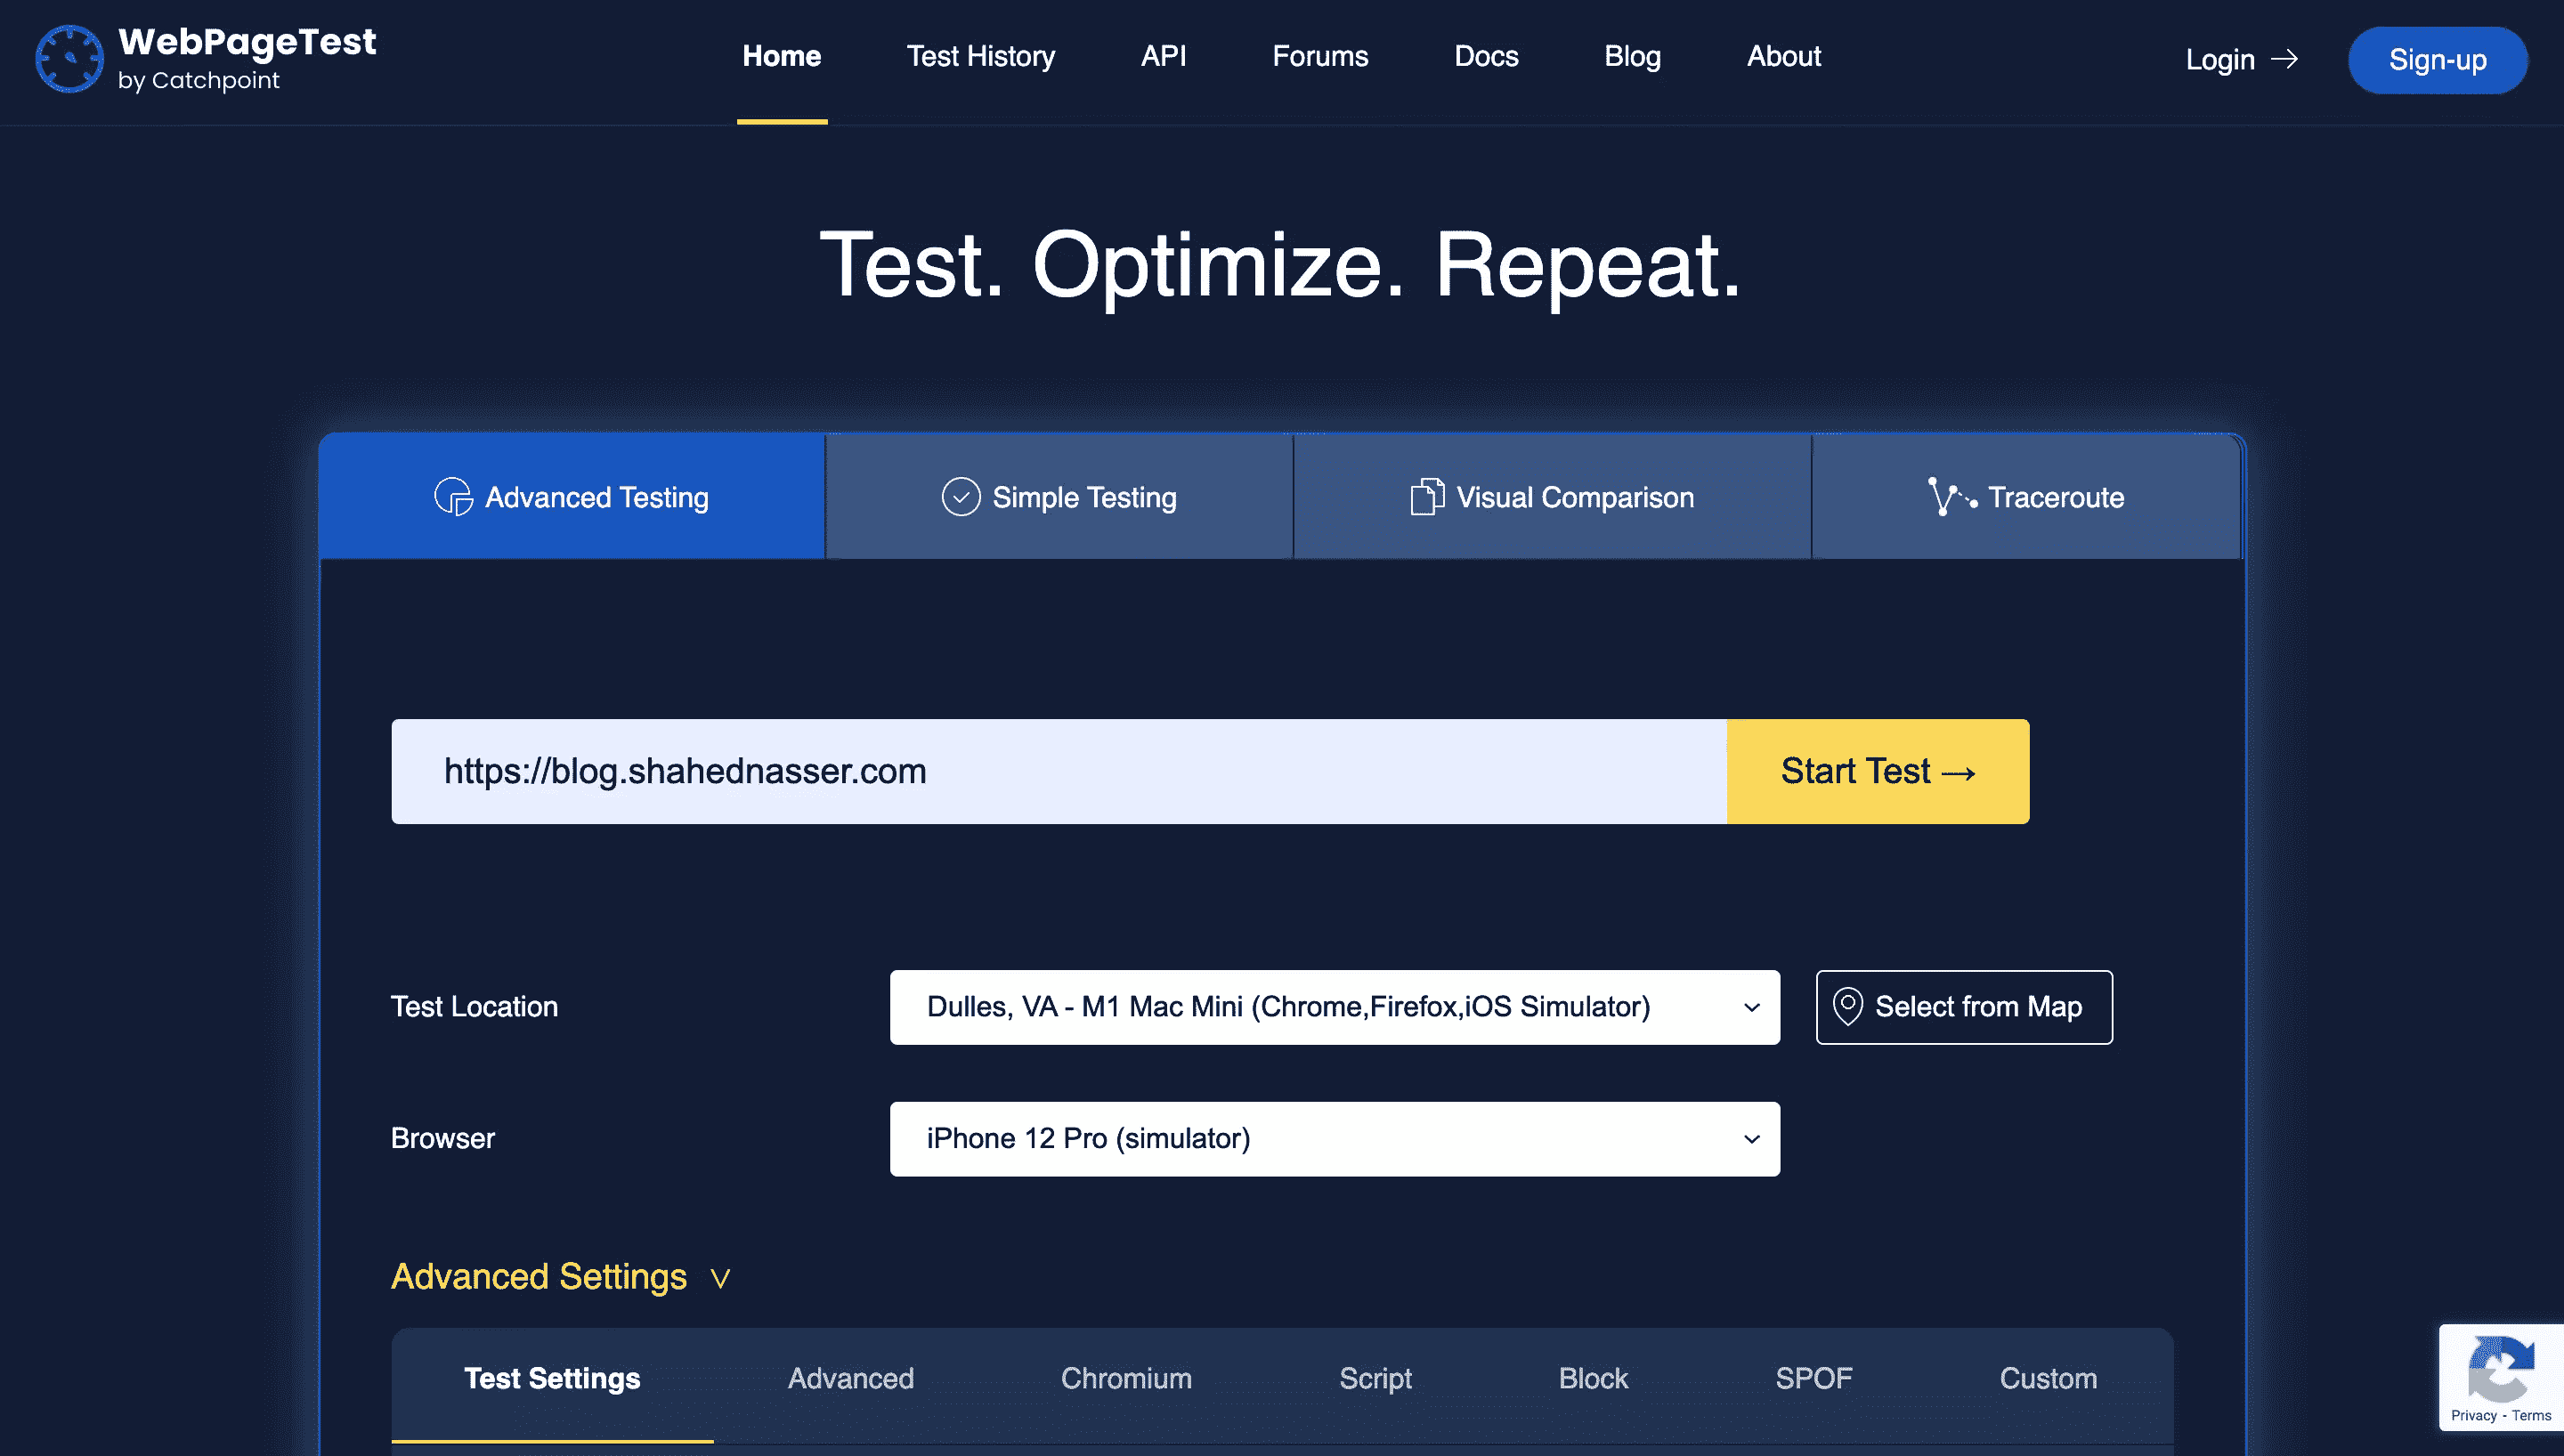 WebPageTest
by Catchpoint
Home Test History API Forums Docs Blog About
Login → Sign-up
Test. Optimize. Repeat.
Advanced Testing Simple Testing Visual Comparison Traceroute
https://blog.shahednasser.com Start Test →
Test Location Dulles, VA - M1 Mac Mini (Chrome,Firefox,iOS Simulator) Select from Map
Browser iPhone 12 Pro (simulator)
Advanced Settings
Test Settings Advanced Chromium Script Block SPOF Custom
Privacy - Terms